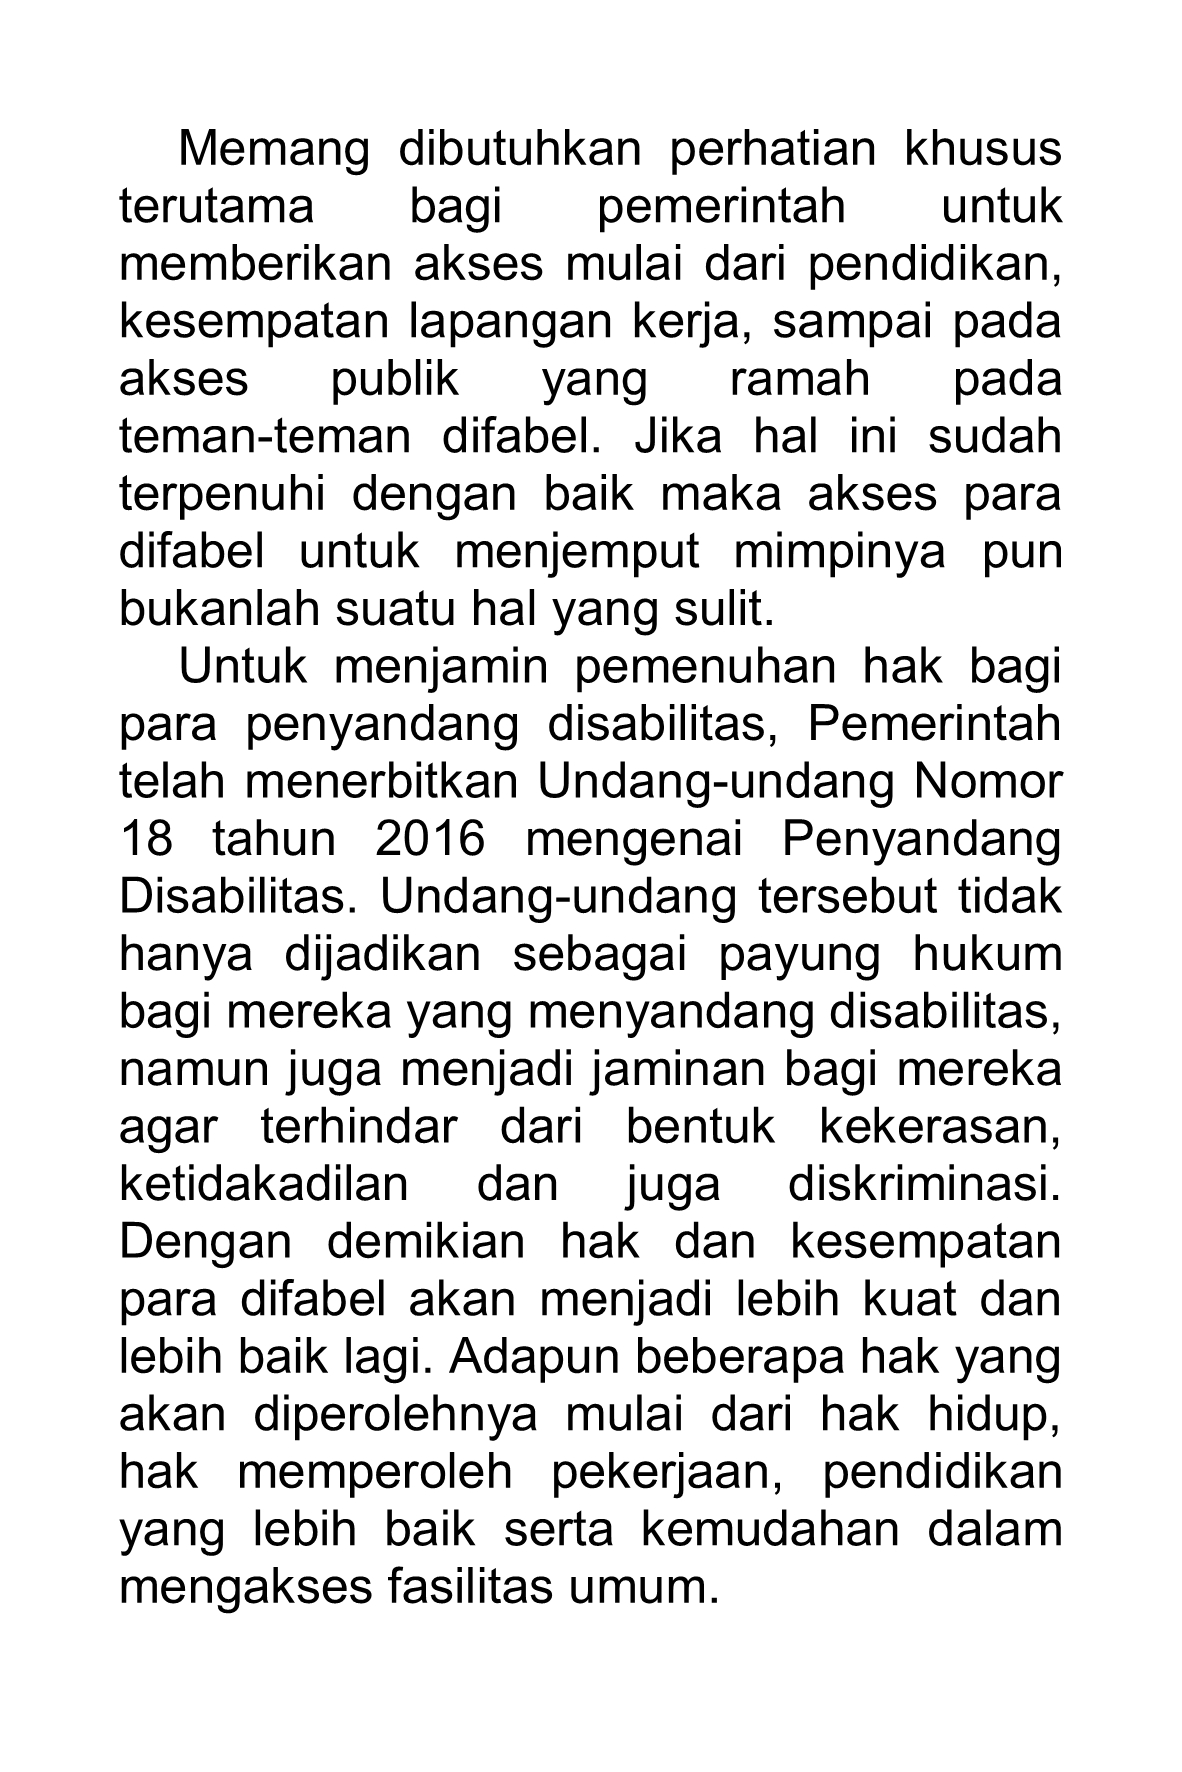 Memang dibutuhkan perhatian khusus
terutama bagi pemerintah untuk
memberikan akses mulai dari pendidikan,
kesempatan lapangan kerja, sampai pada
akses publik yang ramah pada
teman-teman difabel. Jika hal ini sudah
terpenuhi dengan baik maka akses para
difabel untuk menjemput mimpinya pun
bukanlah suatu hal yang sulit.
Untuk menjamin pemenuhan hak bagi
para penyandang disabilitas, Pemerintah
telah menerbitkan Undang-undang Nomor
18 tahun 2016 mengenai Penyandang
Disabilitas. Undang-undang tersebut tidak
hanya dijadikan sebagai payung hukum
bagi mereka yang menyandang disabilitas,
namun juga menjadi jaminan bagi mereka
agar terhindar dari bentuk kekerasan,
ketidakadilan dan juga diskriminasi.
Dengan demikian hak dan kesempatan
para difabel akan menjadi lebih kuat dan
lebih baik lagi. Adapun beberapa hak yang
akan diperolehnya mulai dari hak hidup,
hak memperoleh pekerjaan, pendidikan
yang lebih baik serta kemudahan dalam
mengakses fasilitas umum.